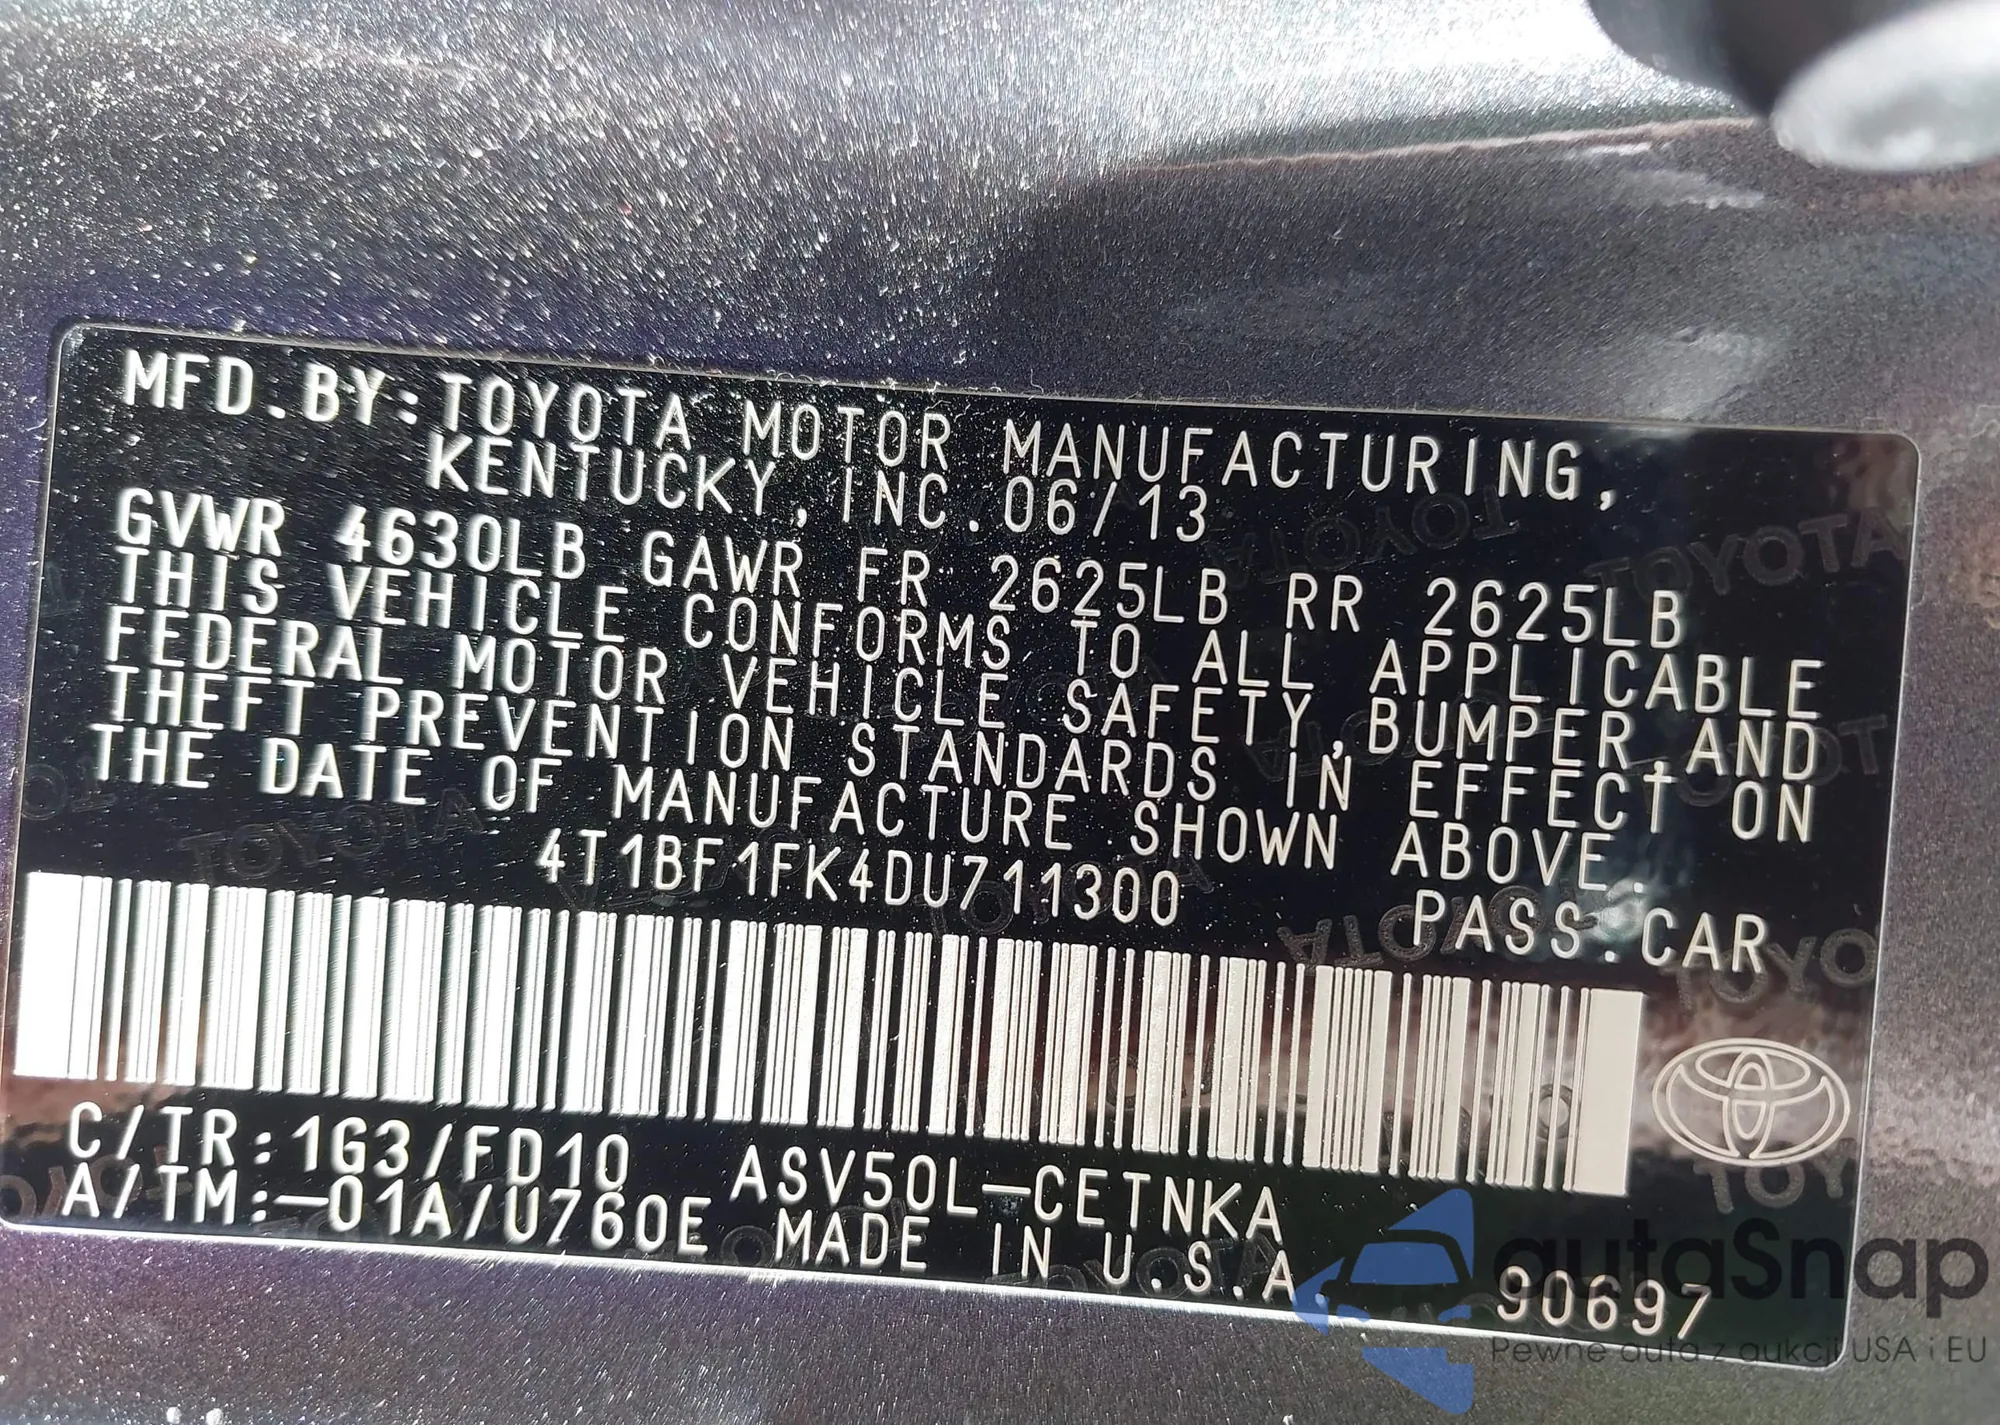 MFD.BY:TOYOTA MOTOR MANUFACTURING,
KENTUCKY, INC.06/13
GVWR 4630LB GAWR FR 2625LB RR 2625LB
THIS VEHICLE CONFORMS TO ALL APPLICABLE
FEDERAL MOTOR VEHICLE SAFETY,BUMPER,AND
THEFT PREVENTION STANDARDS IN EFFECT ON
THE DATE OF MANUFACTURE SHOWN ABOVE.
4T1BF1FK4DU711300 PASS.CAR
C/TR:1G3/FD10 ASV50L-CETNKA
A/TM:-01A/U760E MADE IN U.S.A. 90697
autaSnap
Pewne auta z aukcji USA i EU